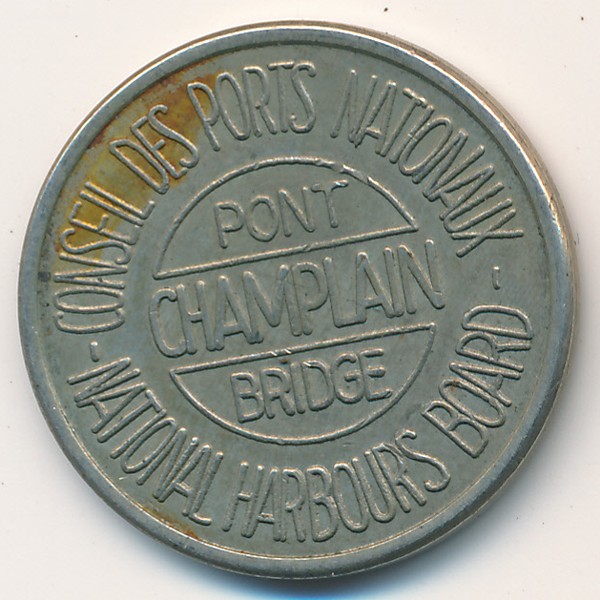 - CONSEIL DES PORTS NATIONAUX -
PONT
CHAMPLAIN
BRIDGE
NATIONAL HARBOURS BOARD